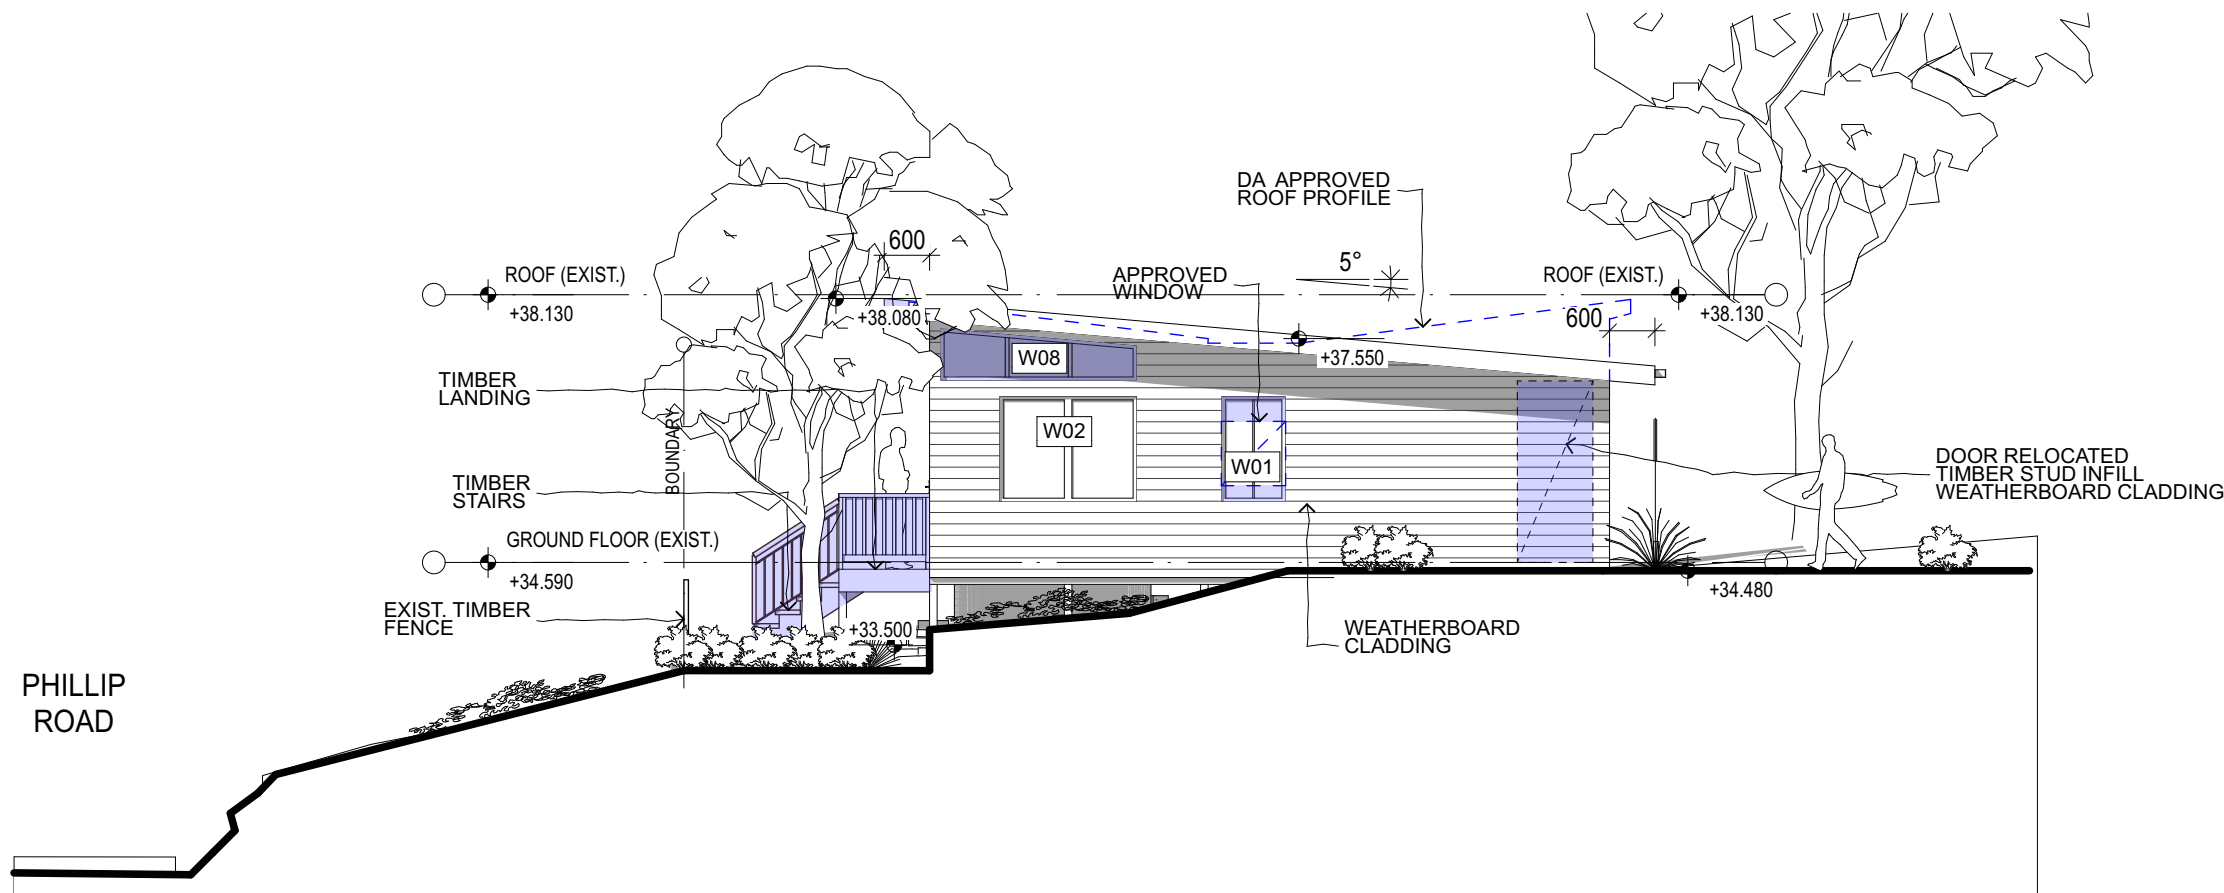 DA APPROVED
ROOF PROFILE
600
5°
ROOF (EXIST.)
APPROVED
WINDOW
ROOF (EXIST.)
+38.130
+38.080
600
+38.130
W08
+37.550
TIMBER
LANDING
BOUNDARY
W02
W01
DOOR RELOCATED
TIMBER STUD INFILL
WEATHERBOARD CLADDING
TIMBER
STAIRS
GROUND FLOOR (EXIST.)
+34.590
+34.480
EXIST. TIMBER
FENCE
+33.500
WEATHERBOARD
CLADDING
PHILLIP
ROAD